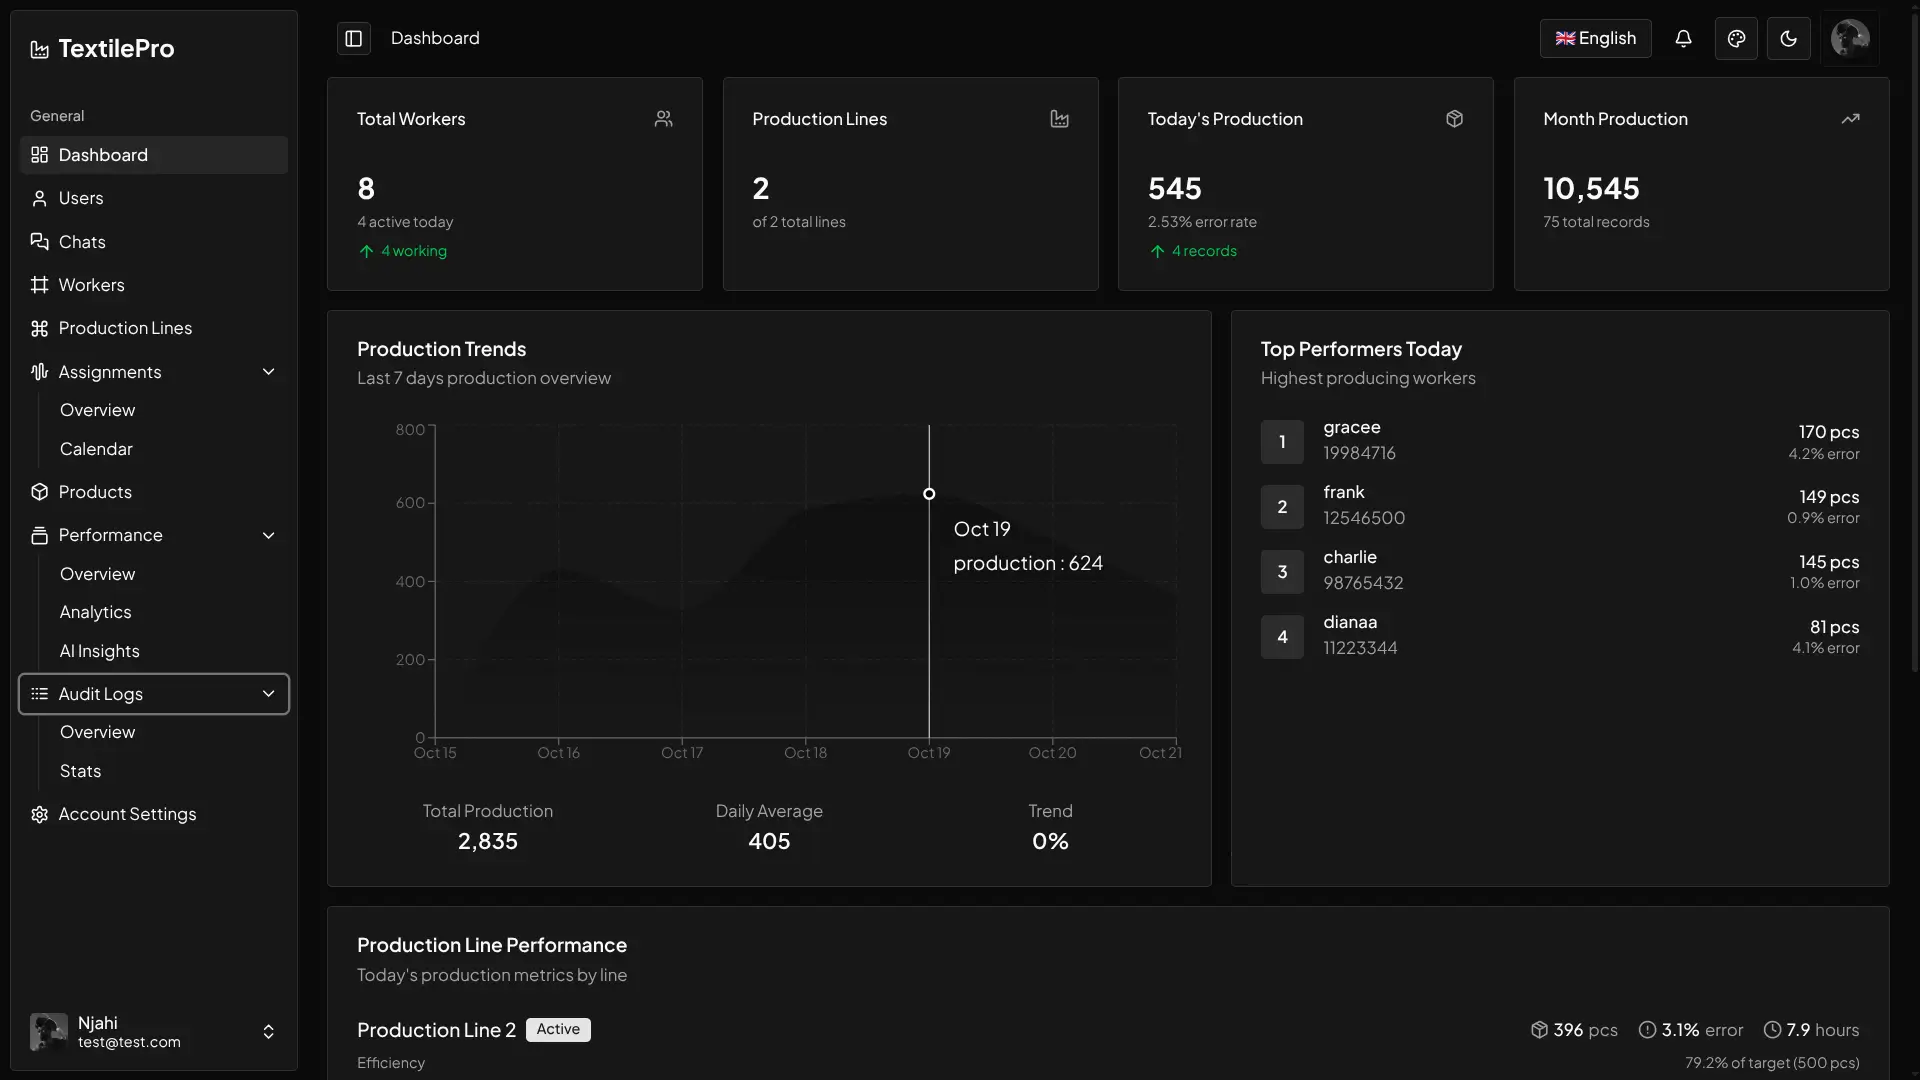 TextilePro
General
Dashboard
Users
Chats
Workers
Production Lines
Assignments
Overview
Calendar
Products
Performance
Overview
Analytics
AI Insights
Audit Logs
Overview
Stats
Account Settings
Njahi
test@test.com
Dashboard
English
Total Workers
8
4 active today
4 working
Production Lines
2
of 2 total lines
Today's Production
545
2.53% error rate
4 records
Month Production
10,545
75 total records
Production Trends
Last 7 days production overview
800
600
400
200
0
Oct 15 Oct 16 Oct 17 Oct 18 Oct 19 Oct 20 Oct 21
Oct 19
production : 624
Total Production
2,835
Daily Average
405
Trend
0%
Top Performers Today
Highest producing workers
1 gracee 170 pcs
19984716 4.2% error
2 frank 149 pcs
12546500 0.9% error
3 charlie 145 pcs
98765432 1.0% error
4 dianaa 81 pcs
11223344 4.1% error
Production Line Performance
Today's production metrics by line
Production Line 2 Active 396 pcs 3.1% error 7.9 hours
Efficiency 79.2% of target (500 pcs)